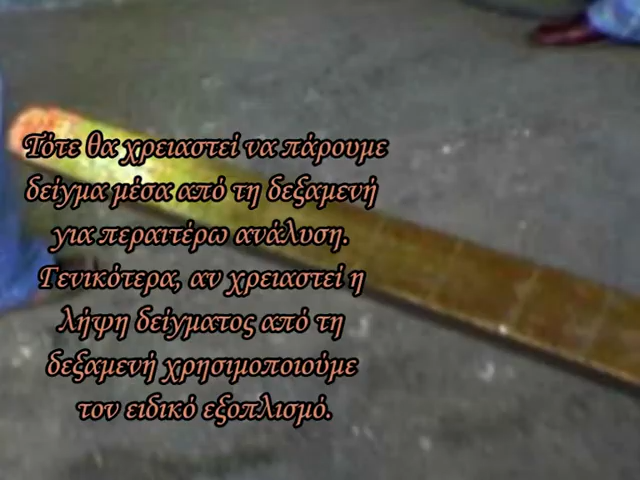 Τότε θα χρειαστεί να πάρουμε
δείγμα μέσα από τη δεξαμενή
για περαιτέρω ανάλυση.
Γενικότερα, αν χρειαστεί η
λήψη δείγματος από τη
δεξαμενή χρησιμοποιούμε
τον ειδικό εξοπλισμό.